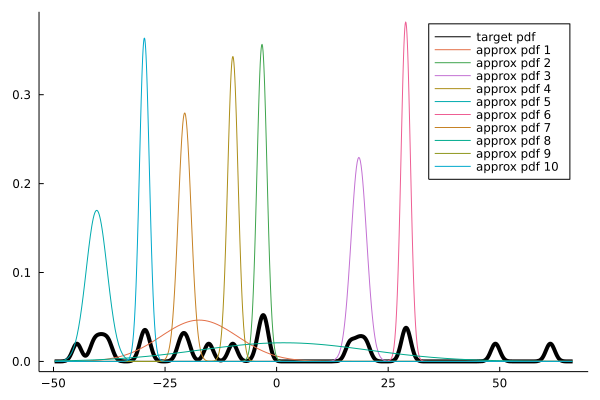 target pdf
approx pdf 1
approx pdf 2
approx pdf 3
approx pdf 4
approx pdf 5
approx pdf 6
approx pdf 7
approx pdf 8
approx pdf 9
approx pdf 10
0.3
0.2
0.1
0.0
−50 −25 0 25 50